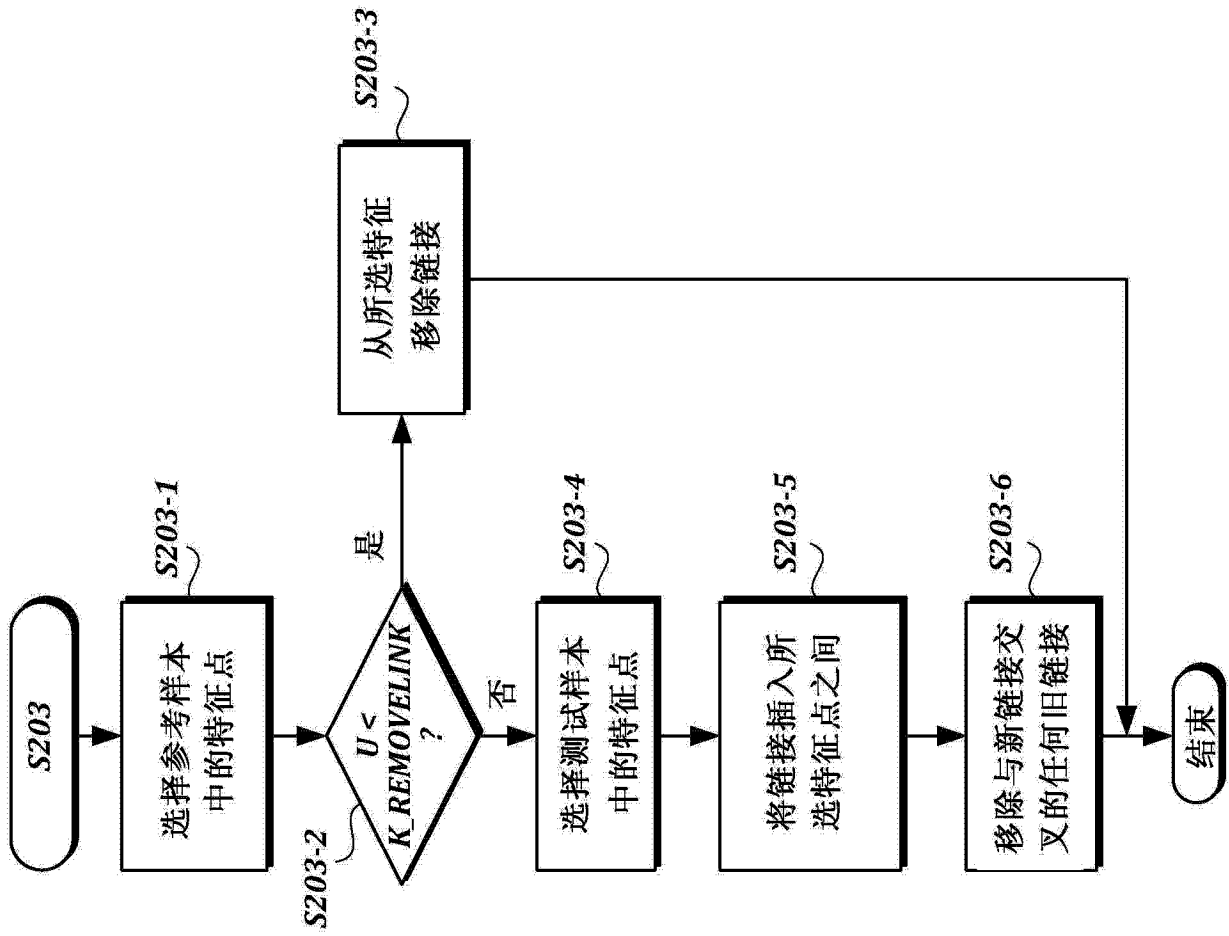 S203
S203-1
选择参考样本
中的特征点
S203-2
U <
K_REMOVELINK
?
是
S203-3
从所选特征
移除链接
否
S203-4
选择测试样本
中的特征点
S203-5
将链接插入所
选特征点之间
S203-6
移除与新链接交
叉的任何旧链接
结束